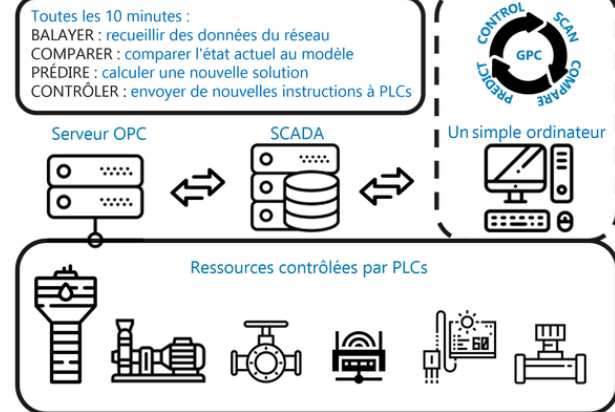 Toutes les 10 minutes :
BALAYER : recueillir des données du réseau
COMPARER : comparer l'état actuel au modèle
PRÉDIRE : calculer une nouvelle solution
CONTRÔLER : envoyer de nouvelles instructions à PLCs
CONTROL
SCAN
GPC
COMPARE
PREDICT
Serveur OPC
SCADA
Un simple ordinateur
Ressources contrôlées par PLCs
60